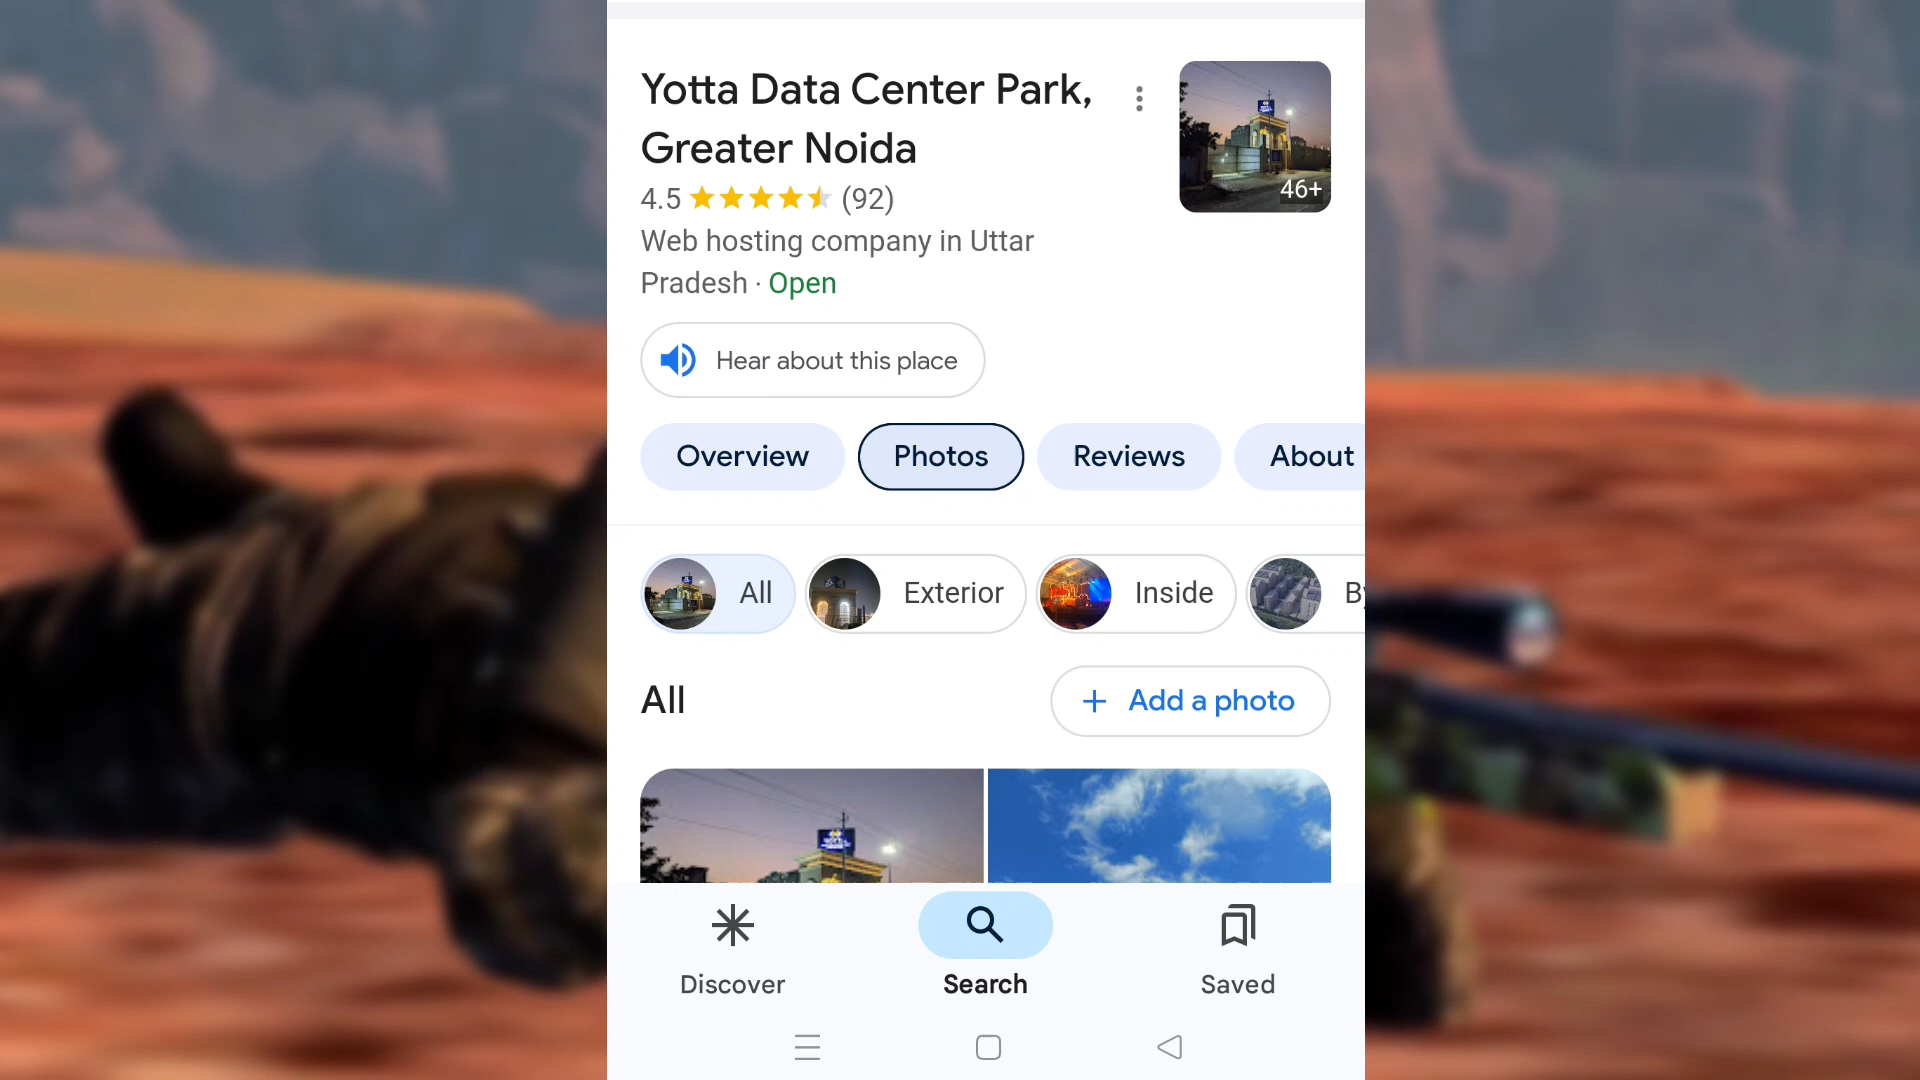 Yotta Data Center Park,
Greater Noida
4.5 (92)
Web hosting company in Uttar
Pradesh · Open
46+
Hear about this place
Overview Photos Reviews About
All Exterior Inside By
All + Add a photo
Discover Search Saved